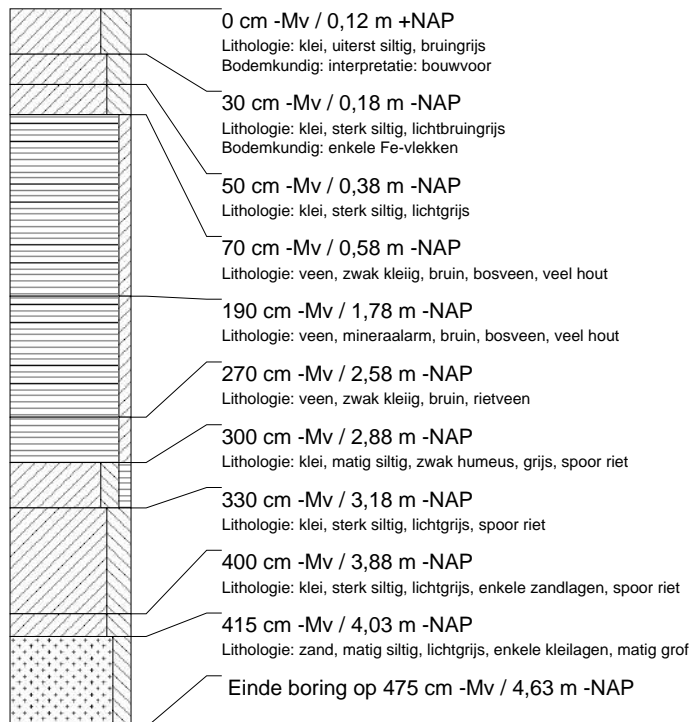 0 cm -Mv / 0,12 m +NAP
Lithologie: klei, uiterst siltig, bruingrijs
Bodemkundig: interpretatie: bouwvoor
30 cm -Mv / 0,18 m -NAP
Lithologie: klei, sterk siltig, lichtbruingrijs
Bodemkundig: enkele Fe-vlekken
50 cm -Mv / 0,38 m -NAP
Lithologie: klei, sterk siltig, lichtgrijs
70 cm -Mv / 0,58 m -NAP
Lithologie: veen, zwak kleiig, bruin, bosveen, veel hout
190 cm -Mv / 1,78 m -NAP
Lithologie: veen, mineraalarm, bruin, bosveen, veel hout
270 cm -Mv / 2,58 m -NAP
Lithologie: veen, zwak kleiig, bruin, rietveen
300 cm -Mv / 2,88 m -NAP
Lithologie: klei, matig siltig, zwak humeus, grijs, spoor riet
330 cm -Mv / 3,18 m -NAP
Lithologie: klei, sterk siltig, lichtgrijs, spoor riet
400 cm -Mv / 3,88 m -NAP
Lithologie: klei, sterk siltig, lichtgrijs, enkele zandlagen, spoor riet
415 cm -Mv / 4,03 m -NAP
Lithologie: zand, matig siltig, lichtgrijs, enkele kleilagen, matig grof
Einde boring op 475 cm -Mv / 4,63 m -NAP